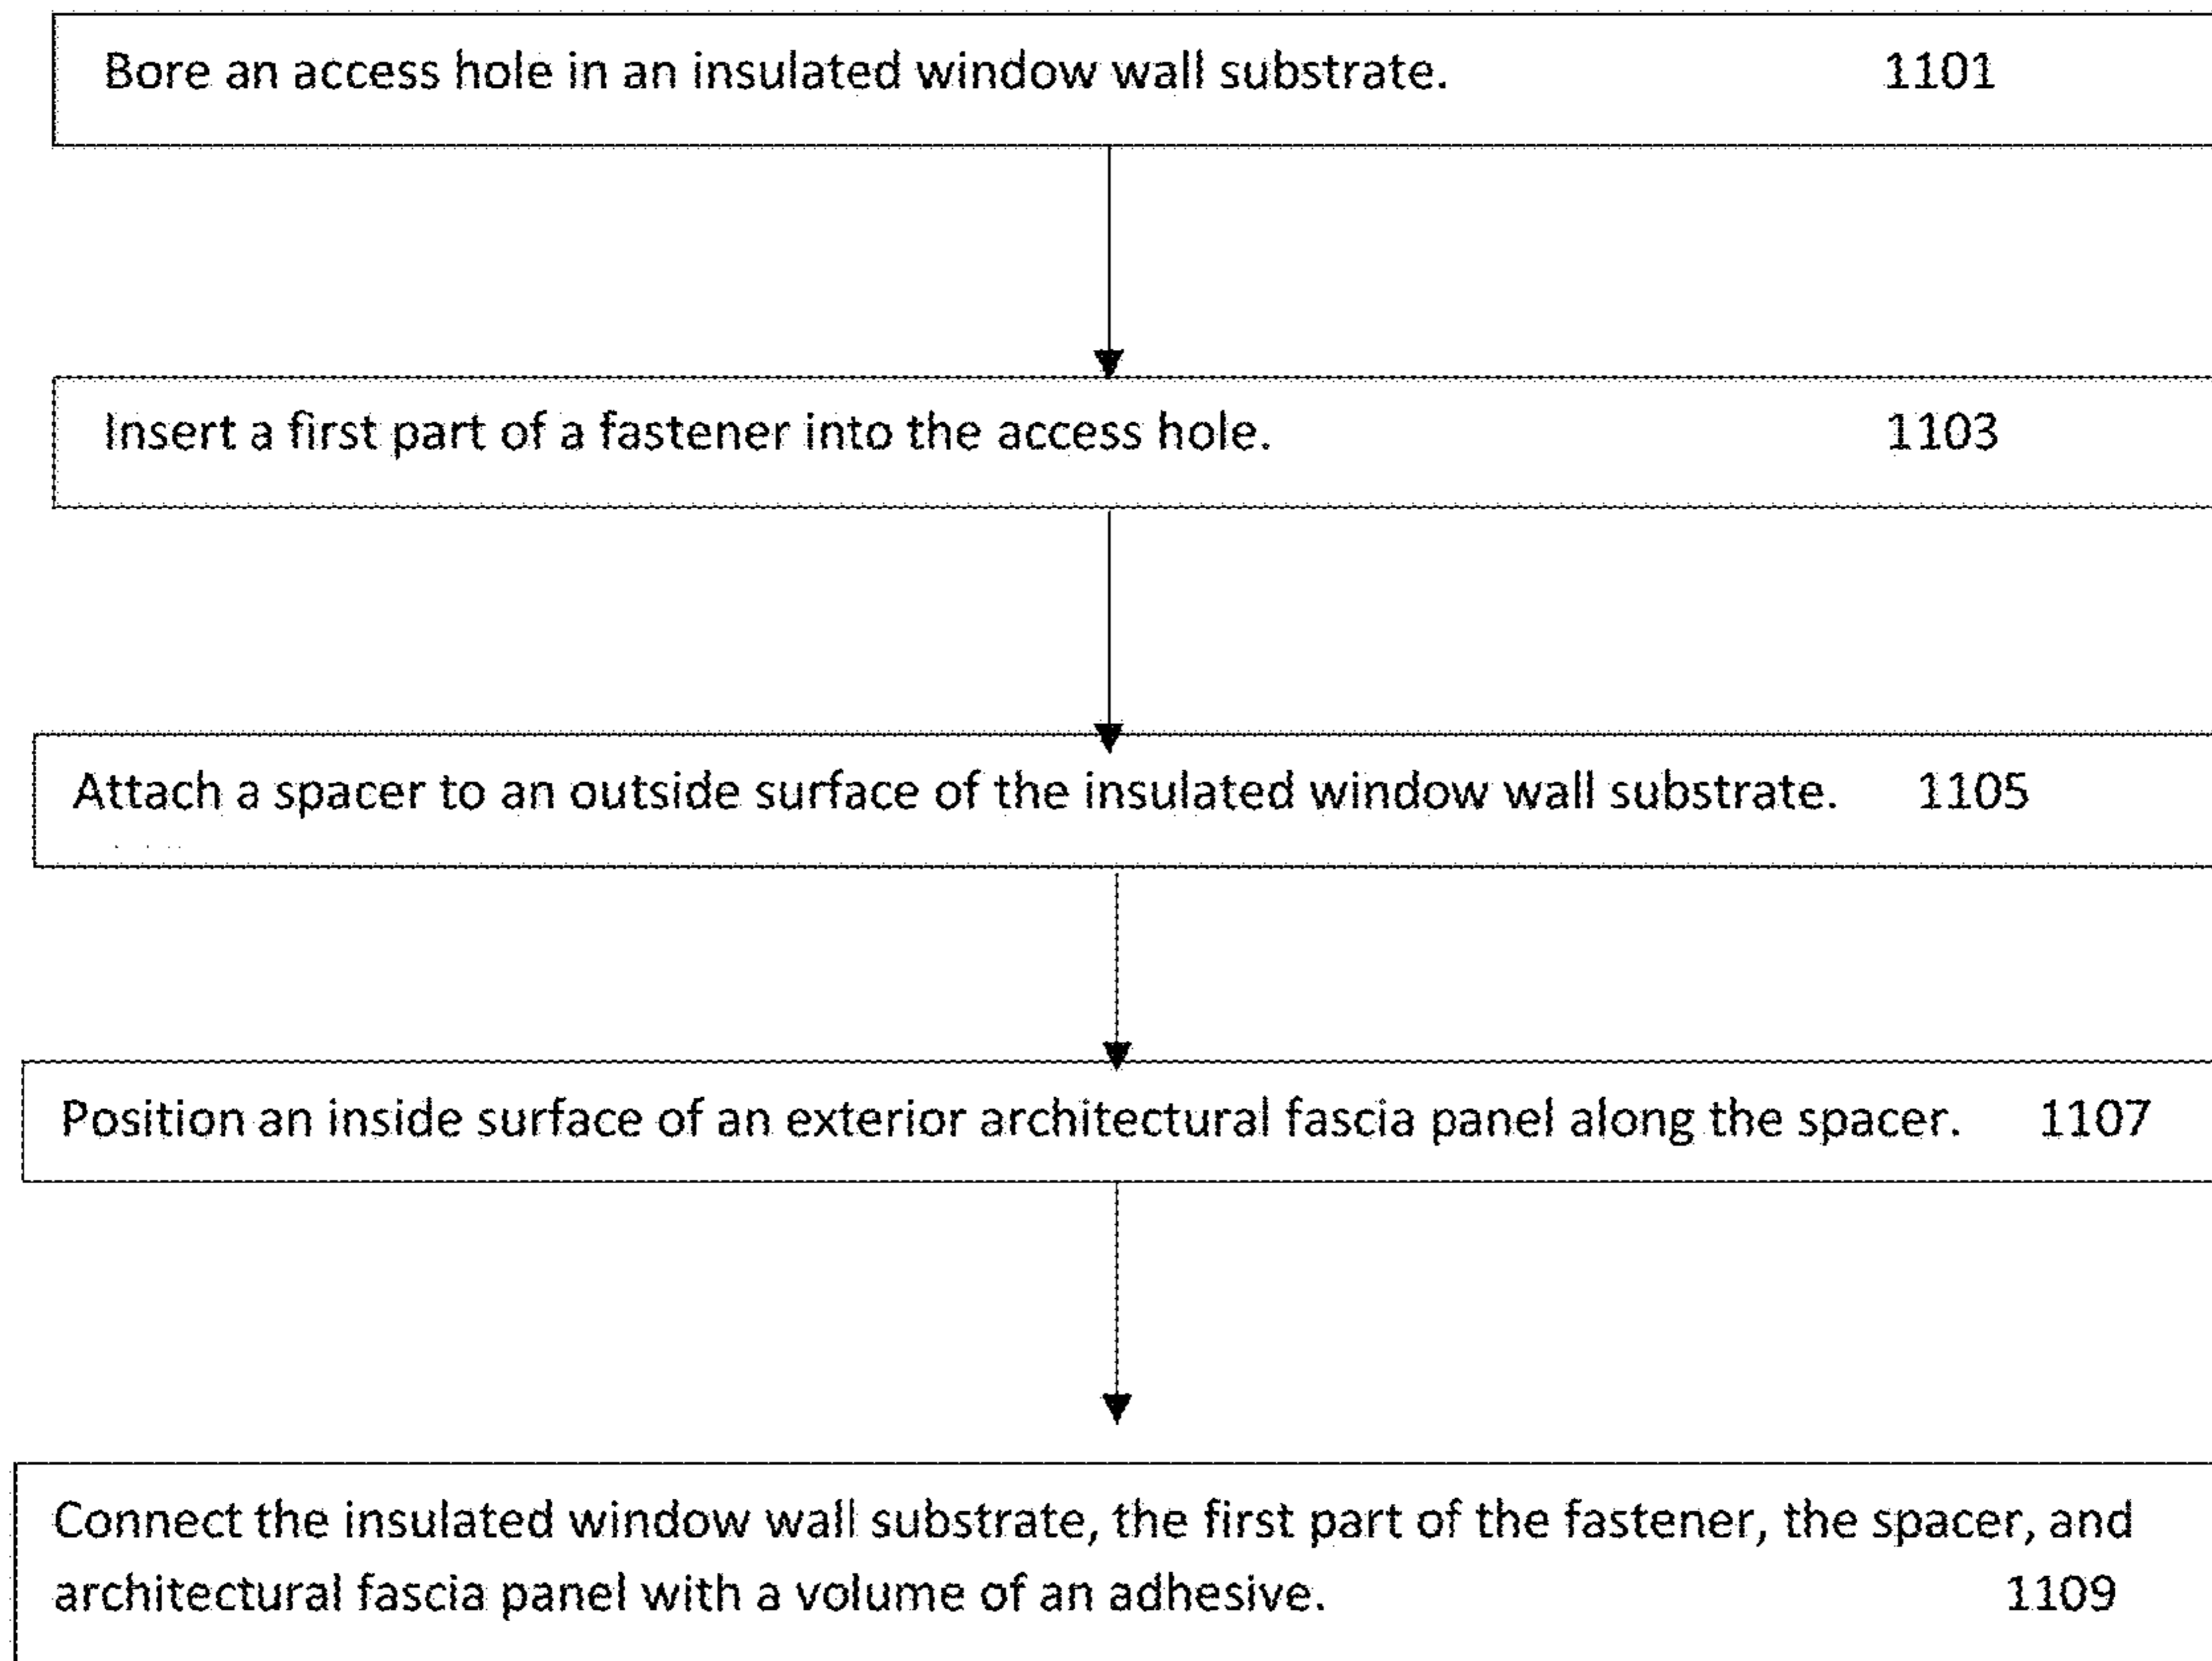 Bore an access hole in an insulated window wall substrate. 1101
Insert a first part of a fastener into the access hole. 1103
Attach a spacer to an outside surface of the insulated window wall substrate. 1105
Position an inside surface of an exterior architectural fascia panel along the spacer. 1107
Connect the insulated window wall substrate, the first part of the fastener, the spacer, and
architectural fascia panel with a volume of an adhesive. 1109